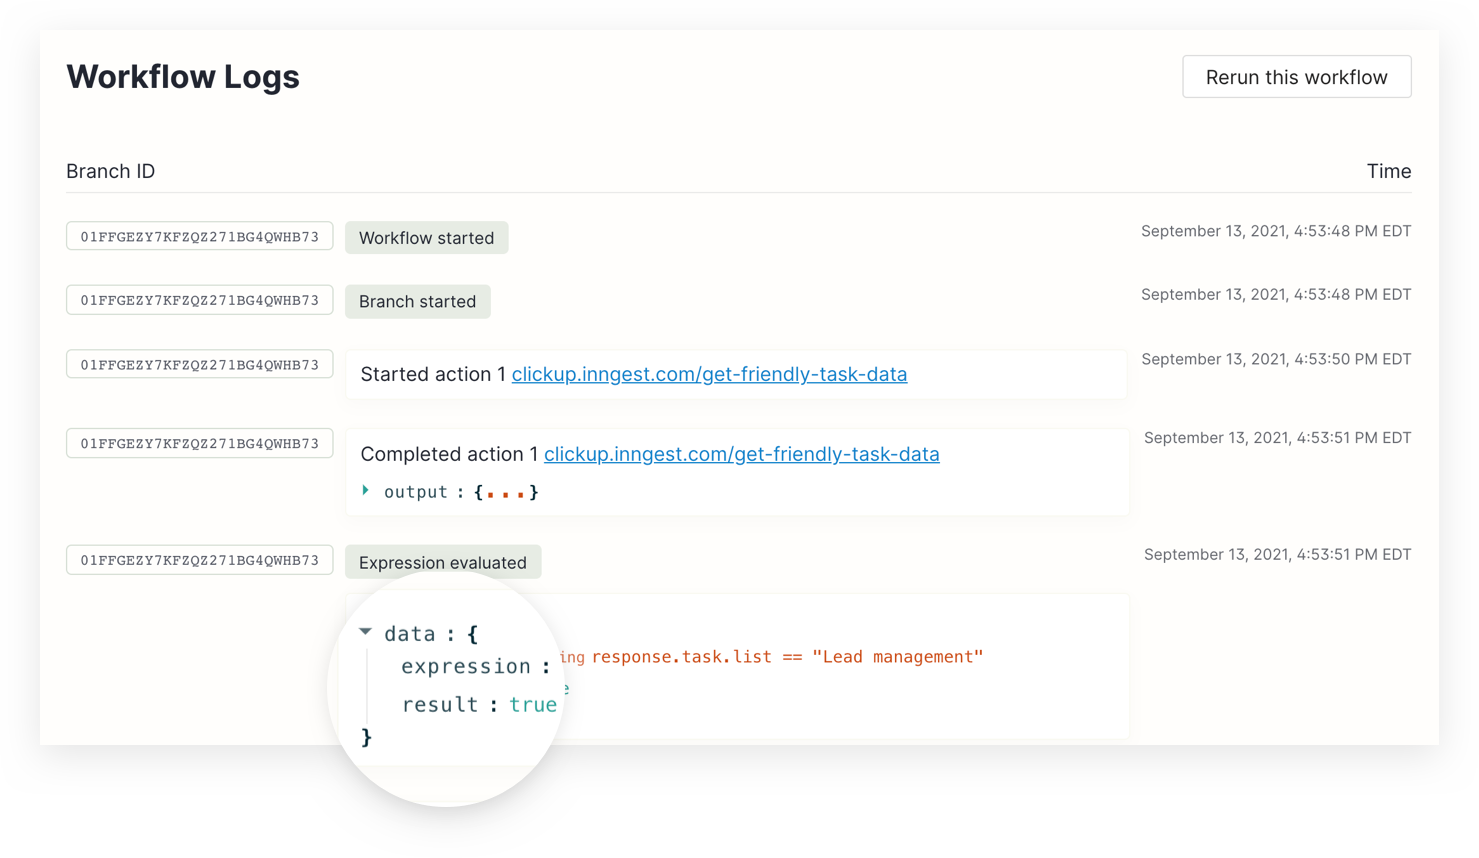 Workflow Logs
Rerun this workflow
Branch ID
Time
01FFGEZY7KFZQZ271BG4QWHB73 Workflow started September 13, 2021, 4:53:48 PM EDT
01FFGEZY7KFZQZ271BG4QWHB73 Branch started September 13, 2021, 4:53:48 PM EDT
01FFGEZY7KFZQZ271BG4QWHB73 Started action 1 clickup.inngest.com/get-friendly-task-data September 13, 2021, 4:53:50 PM EDT
01FFGEZY7KFZQZ271BG4QWHB73 Completed action 1 clickup.inngest.com/get-friendly-task-data September 13, 2021, 4:53:51 PM EDT
output : {...}
01FFGEZY7KFZQZ271BG4QWHB73 Expression evaluated September 13, 2021, 4:53:51 PM EDT
data : {
expression : response.task.list == "Lead management"
result : true
}